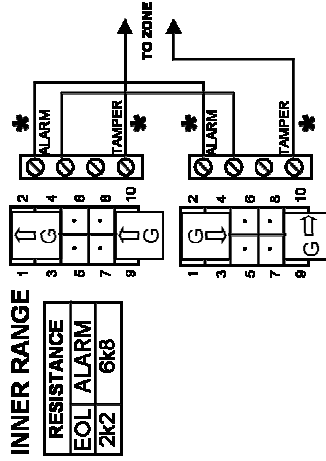 INNER RANGE
RESISTANCE
EOL ALARM
2k2 6k8
TO ZONE
* ALARM TAMPER *
2 4 6 8 10
G G
1 3 5 7 9
* ALARM TAMPER *
2 4 6 8 10
G G
1 3 5 7 9